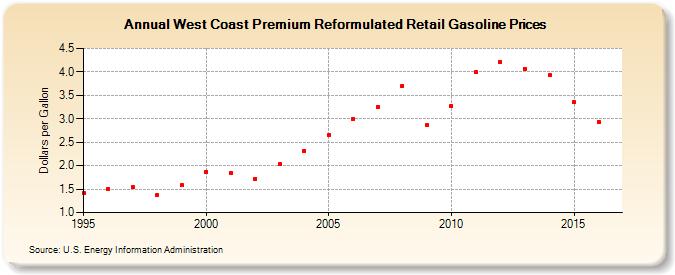 Annual West Coast Premium Reformulated Retail Gasoline Prices
Dollars per Gallon
4.5
4.0
3.5
3.0
2.5
2.0
1.5
1.0
1995 2000 2005 2010 2015
Source: U.S. Energy Information Administration